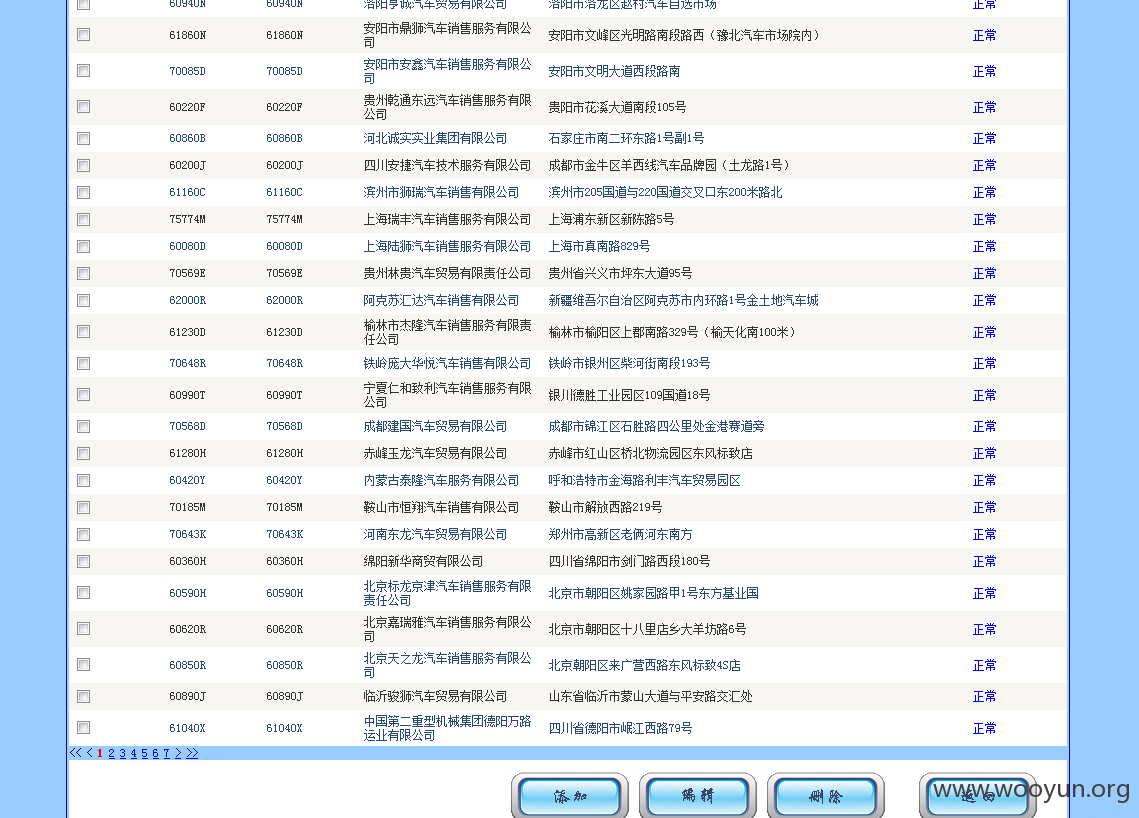 60940N 60940N 洛阳亨诚汽车贸易有限公司 洛阳市洛龙区赵村汽车自选市场 正常
61860N 61860N 安阳市鼎狮汽车销售服务有限公 安阳市文峰区光明路南段路西（豫北汽车市场院内） 正常
司
70085D 70085D 安阳市安鑫汽车销售服务有限公 安阳市文明大道西段路南 正常
司
60220F 60220F 贵州乾通东远汽车销售服务有限 贵阳市花溪大道南段105号 正常
公司
60860B 60860B 河北诚实实业集团有限公司 石家庄市南二环东路1号副1号 正常
60200J 60200J 四川安捷汽车技术服务有限公司 成都市金牛区羊西线汽车品牌园（土龙路1号） 正常
61160C 61160C 滨州市狮瑞汽车销售有限公司 滨州市205国道与220国道交叉口东200米路北 正常
75774M 75774M 上海瑞丰汽车销售服务有限公司 上海浦东新区新陈路5号 正常
60080D 60080D 上海陆狮汽车销售服务有限公司 上海市真南路829号 正常
70569E 70569E 贵州林贵汽车贸易有限责任公司 贵州省兴义市坪东大道95号 正常
62000R 62000R 阿克苏汇达汽车销售有限公司 新疆维吾尔自治区阿克苏市内环路1号金土地汽车城 正常
61230D 61230D 榆林市杰隆汽车销售服务有限责 榆林市榆阳区上郡南路329号（榆天化南100米） 正常
任公司
70648R 70648R 铁岭庞大华悦汽车销售有限公司 铁岭市银州区柴河街南段193号 正常
60990T 60990T 宁夏仁和致利汽车销售服务有限 银川德胜工业园区109国道18号 正常
公司
70568D 70568D 成都建国汽车贸易有限公司 成都市锦江区石胜路四公里处金港赛道旁 正常
61280H 61280H 赤峰玉龙汽车贸易有限公司 赤峰市红山区桥北物流园区东风标致店 正常
60420Y 60420Y 内蒙古泰隆汽车服务有限公司 呼和浩特市金海路利丰汽车贸易园区 正常
70185M 70185M 鞍山市恒翔汽车销售有限公司 鞍山市解放西路219号 正常
70643K 70643K 河南东龙汽车贸易有限公司 郑州市高新区老俩河东南方 正常
60360H 60360H 绵阳新华商贸有限公司 四川省绵阳市剑门路西段180号 正常
60590H 60590H 北京标龙京津汽车销售服务有限 北京市朝阳区姚家园路甲1号东方基业国 正常
责任公司
60620R 60620R 北京嘉瑞雅汽车销售服务有限公 北京市朝阳区十八里店乡大羊坊路6号 正常
司
60850R 60850R 北京天之龙汽车销售服务有限公 北京朝阳区来广营西路东风标致4S店 正常
司
60890J 60890J 临沂骏狮汽车贸易有限公司 山东省临沂市蒙山大道与平安路交汇处 正常
61040X 61040X 中国第二重型机械集团德阳万路 四川省德阳市岷江西路79号 正常
运业有限公司
<< < 1 2 3 4 5 6 7 > >>
添加 编辑 删除 返回
www.wooyun.org